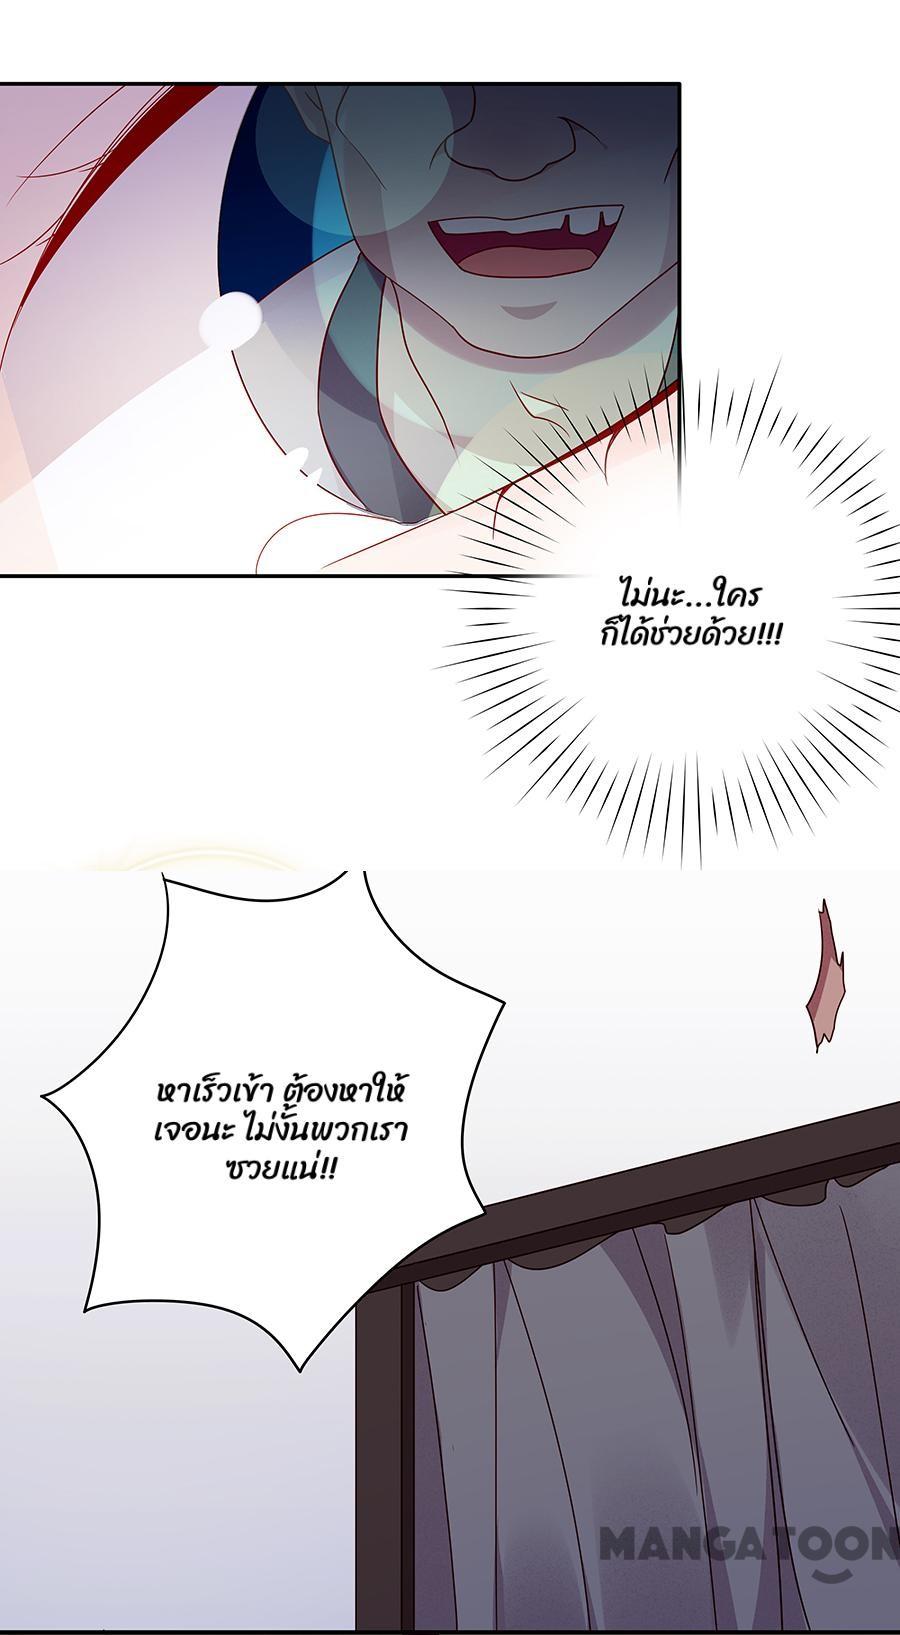 ไม่นะ...ใคร
ก็ได้ช่วยด้วย!!!
หาเร็วเข้า ต้องหาให้
เจอนะ ไม่งั้นพวกเรา
ซวยแน่!!
MANGATOON